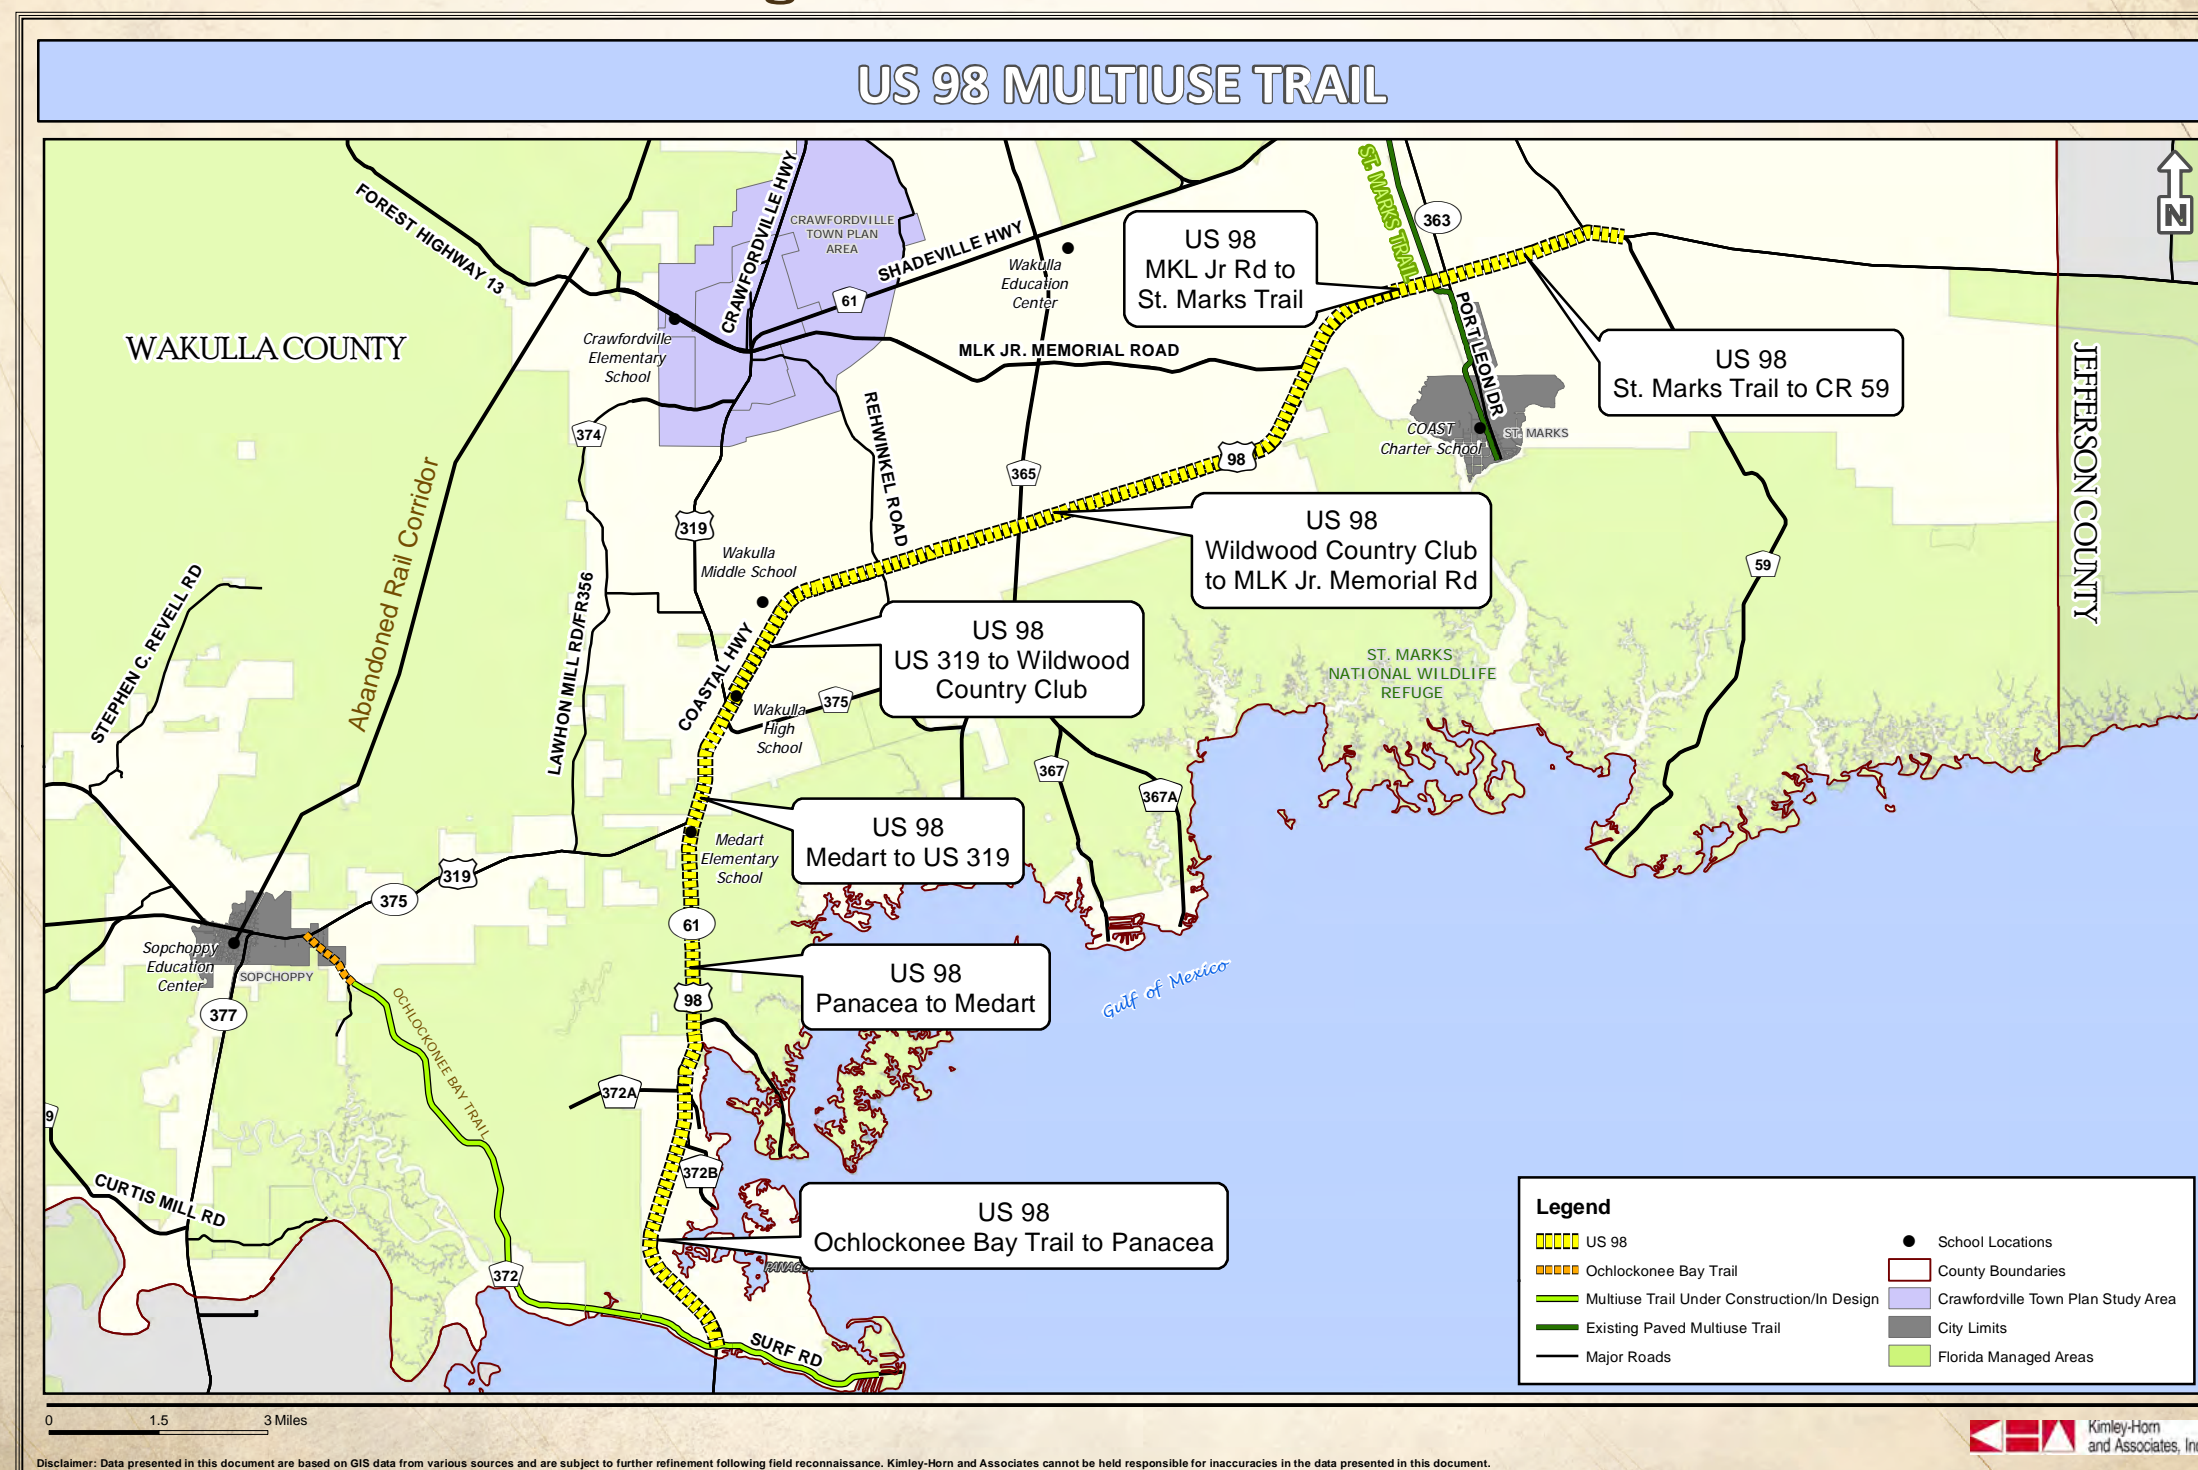 US 98 MULTIUSE TRAIL
N
WAKULLA COUNTY
JEFFERSON COUNTY
FOREST HIGHWAY 13
CRAWFORDVILLE HWY
CRAWFORDVILLE
TOWN PLAN
AREA
SHADEVILLE HWY
61
Wakulla
Education
Center
ST. MARKS TRAIL
363
US 98
MKL Jr Rd to
St. Marks Trail
Crawfordville
Elementary
School
MLK JR. MEMORIAL ROAD
PORT LEON DR
US 98
St. Marks Trail to CR 59
374
REHWINKEL ROAD
COAST
Charter School
ST. MARKS
98
365
Abandoned Rail Corridor
319
Wakulla
Middle School
US 98
Wildwood Country Club
to MLK Jr. Memorial Rd
59
STEPHEN C. REVELL RD
LAWHON MILL RD/FR356
COASTAL HWY
US 98
US 319 to Wildwood
Country Club
ST. MARKS
NATIONAL WILDLIFE
REFUGE
375
Wakulla
High
School
367
367A
US 98
Medart to US 319
Medart
Elementary
School
319
375
61
Sopchoppy
Education
Center
SOPCHOPPY
US 98
Panacea to Medart
Gulf of Mexico
98
377
OCHLOCKONEE BAY TRAIL
372A
9
372B
CURTIS MILL RD
US 98
Ochlockonee Bay Trail to Panacea
PANACEA
372
SURF RD
Legend
US 98
Ochlockonee Bay Trail
Multiuse Trail Under Construction/In Design
Existing Paved Multiuse Trail
Major Roads
School Locations
County Boundaries
Crawfordville Town Plan Study Area
City Limits
Florida Managed Areas
0 1.5 3 Miles
Kimley-Horn
and Associates, Inc
Disclaimer: Data presented in this document are based on GIS data from various sources and are subject to further refinement following field reconnaissance. Kimley-Horn and Associates cannot be held responsible for inaccuracies in the data presented in this document.